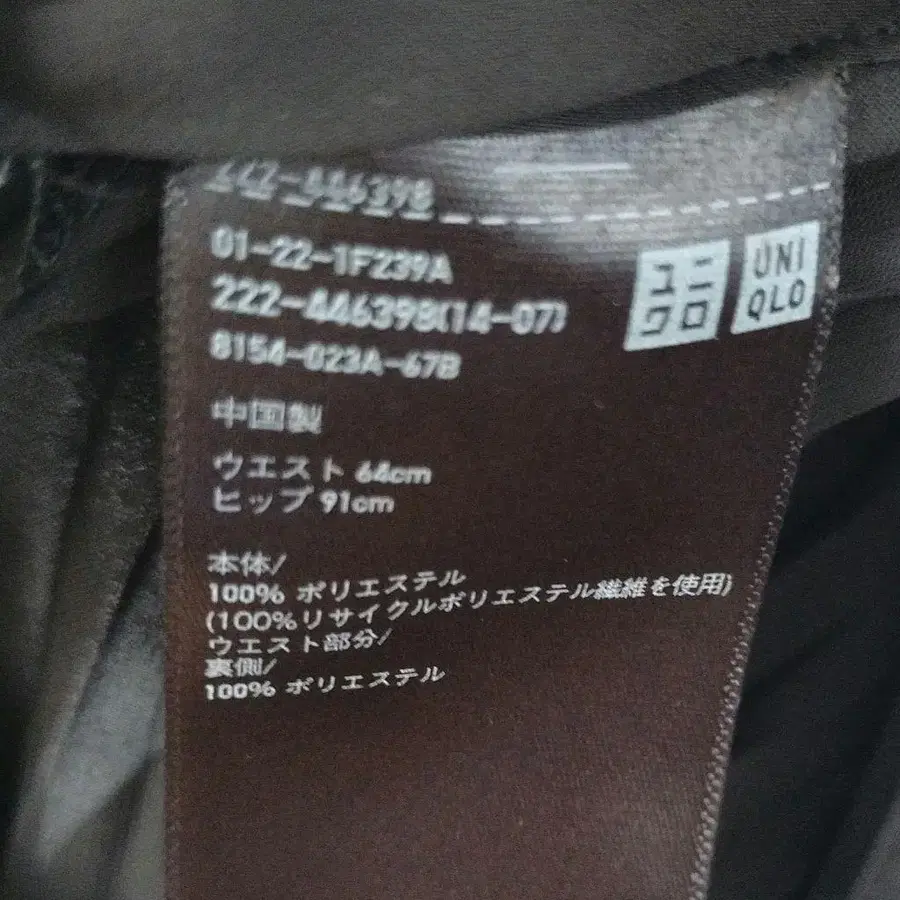 222-446398
01-22-1F239A
222-446398(14-07)
8154-023A-67B
ユニ
クロ
UNI
QLO
中国製
ウエスト 64cm
ヒップ 91cm
本体/
100% ポリエステル
(100%リサイクルポリエステル繊維を使用)
ウエスト部分/
裏側/
100% ポリエステル